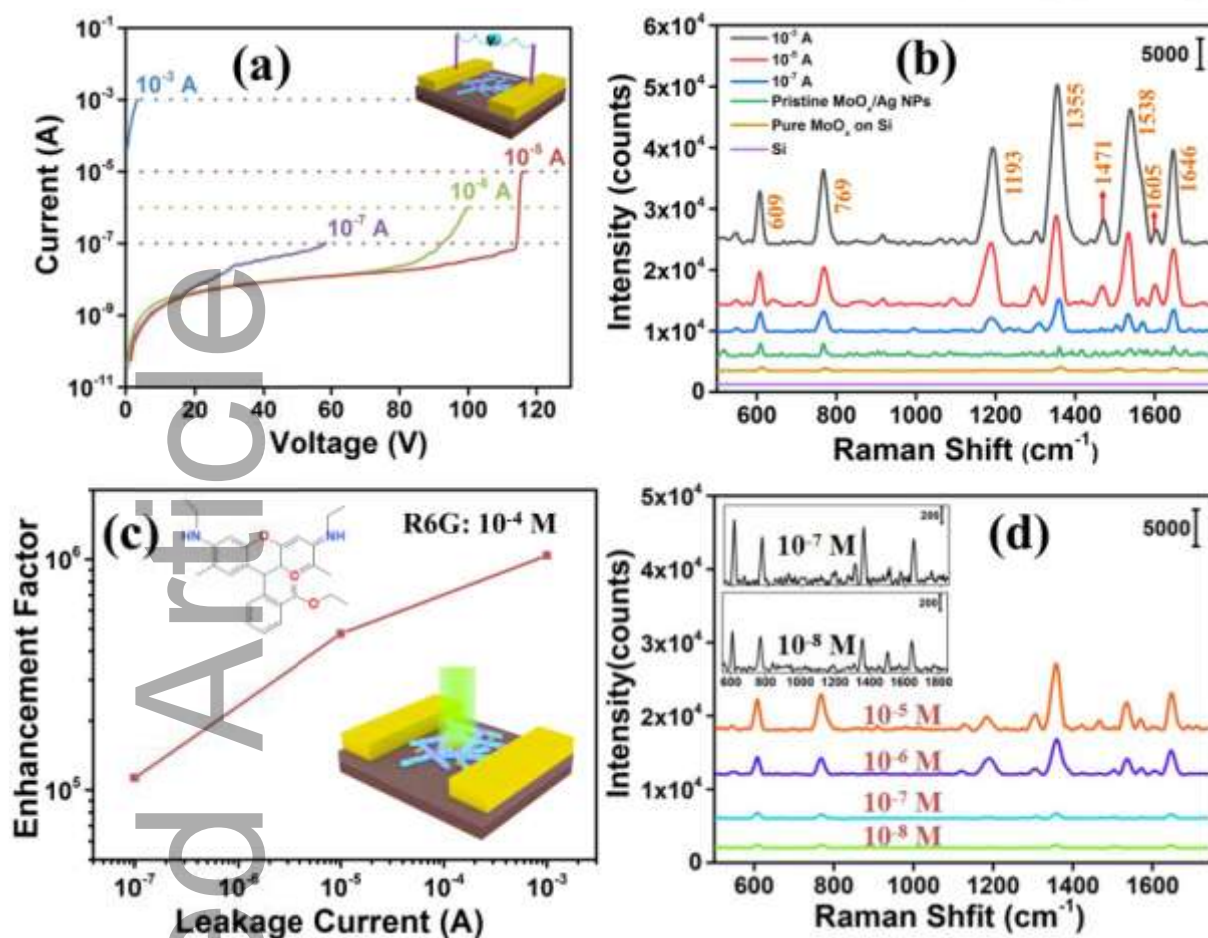 (a)
10⁻¹
10⁻³
10⁻⁵
10⁻⁷
10⁻⁹
10⁻¹¹
Current (A)
10⁻³ A
10⁻⁵ A
10⁻⁶ A
10⁻⁷ A
0 20 40 60 80 100 120
Voltage (V)
(b)
6x10⁴
5x10⁴
4x10⁴
3x10⁴
2x10⁴
1x10⁴
0
Intensity (counts)
10⁻⁵ A
10⁻⁷ A
Pristine MoOₓ/Ag NPs
Pure MoOₓ on Si
Si
5000
609
769
1193
1355
1471
1538
1605
1646
600 800 1000 1200 1400 1600
Raman Shift (cm⁻¹)
(c)
R6G: 10⁻⁴ M
NH
O
NH
O
O
10⁶
10⁵
Enhancement Factor
10⁻⁷ 10⁻⁶ 10⁻⁵ 10⁻⁴ 10⁻³
Leakage Current (A)
(d)
5x10⁴
4x10⁴
3x10⁴
2x10⁴
1x10⁴
0
Intensity(counts)
5000
200
10⁻⁷ M
200
10⁻⁸ M
600 800 1000 1200 1400 1600 1800
10⁻⁵ M
10⁻⁶ M
10⁻⁷ M
10⁻⁸ M
600 800 1000 1200 1400 1600
Raman Shfit (cm⁻¹)
Article